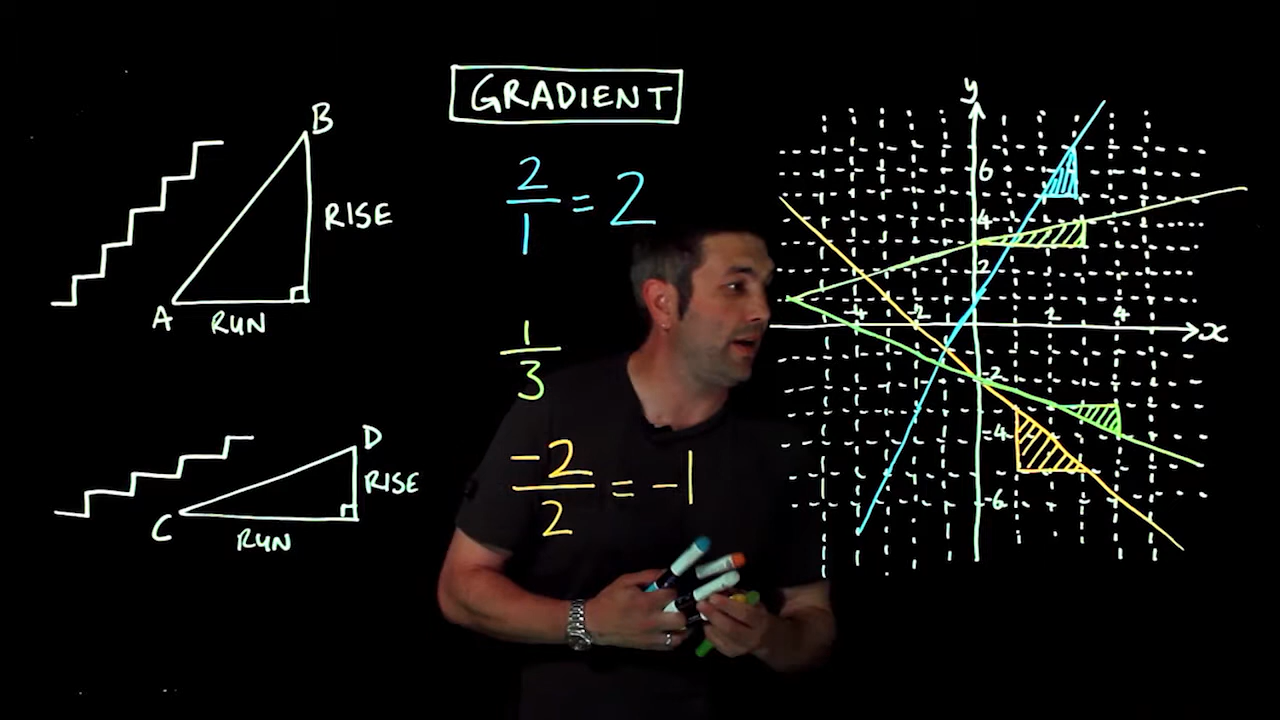 GRADIENT
B
RISE
A
RUN
D
RISE
C
RUN
2/1 = 2
1/3
-2/2 = -1
y
6
4
2
-4 -2 2 4
x
-2
-4
-6